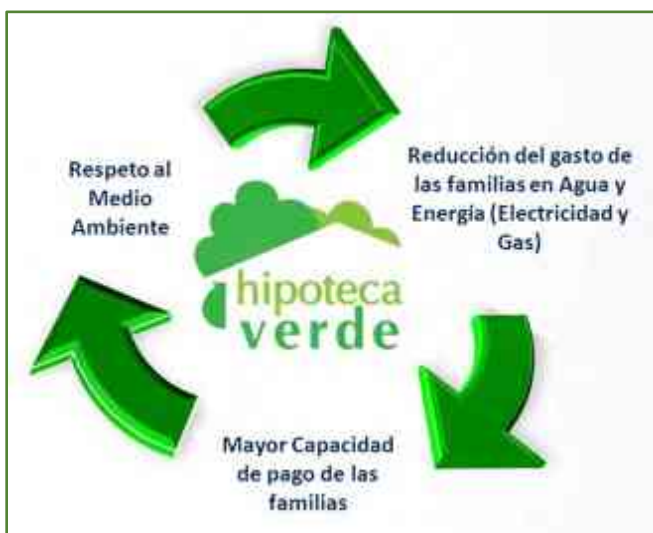 Respeto al
Medio
Ambiente
Reducción del gasto de
las familias en Agua y
Energía (Electricidad y
Gas)
hipoteca
verde
Mayor Capacidad
de pago de las
familias